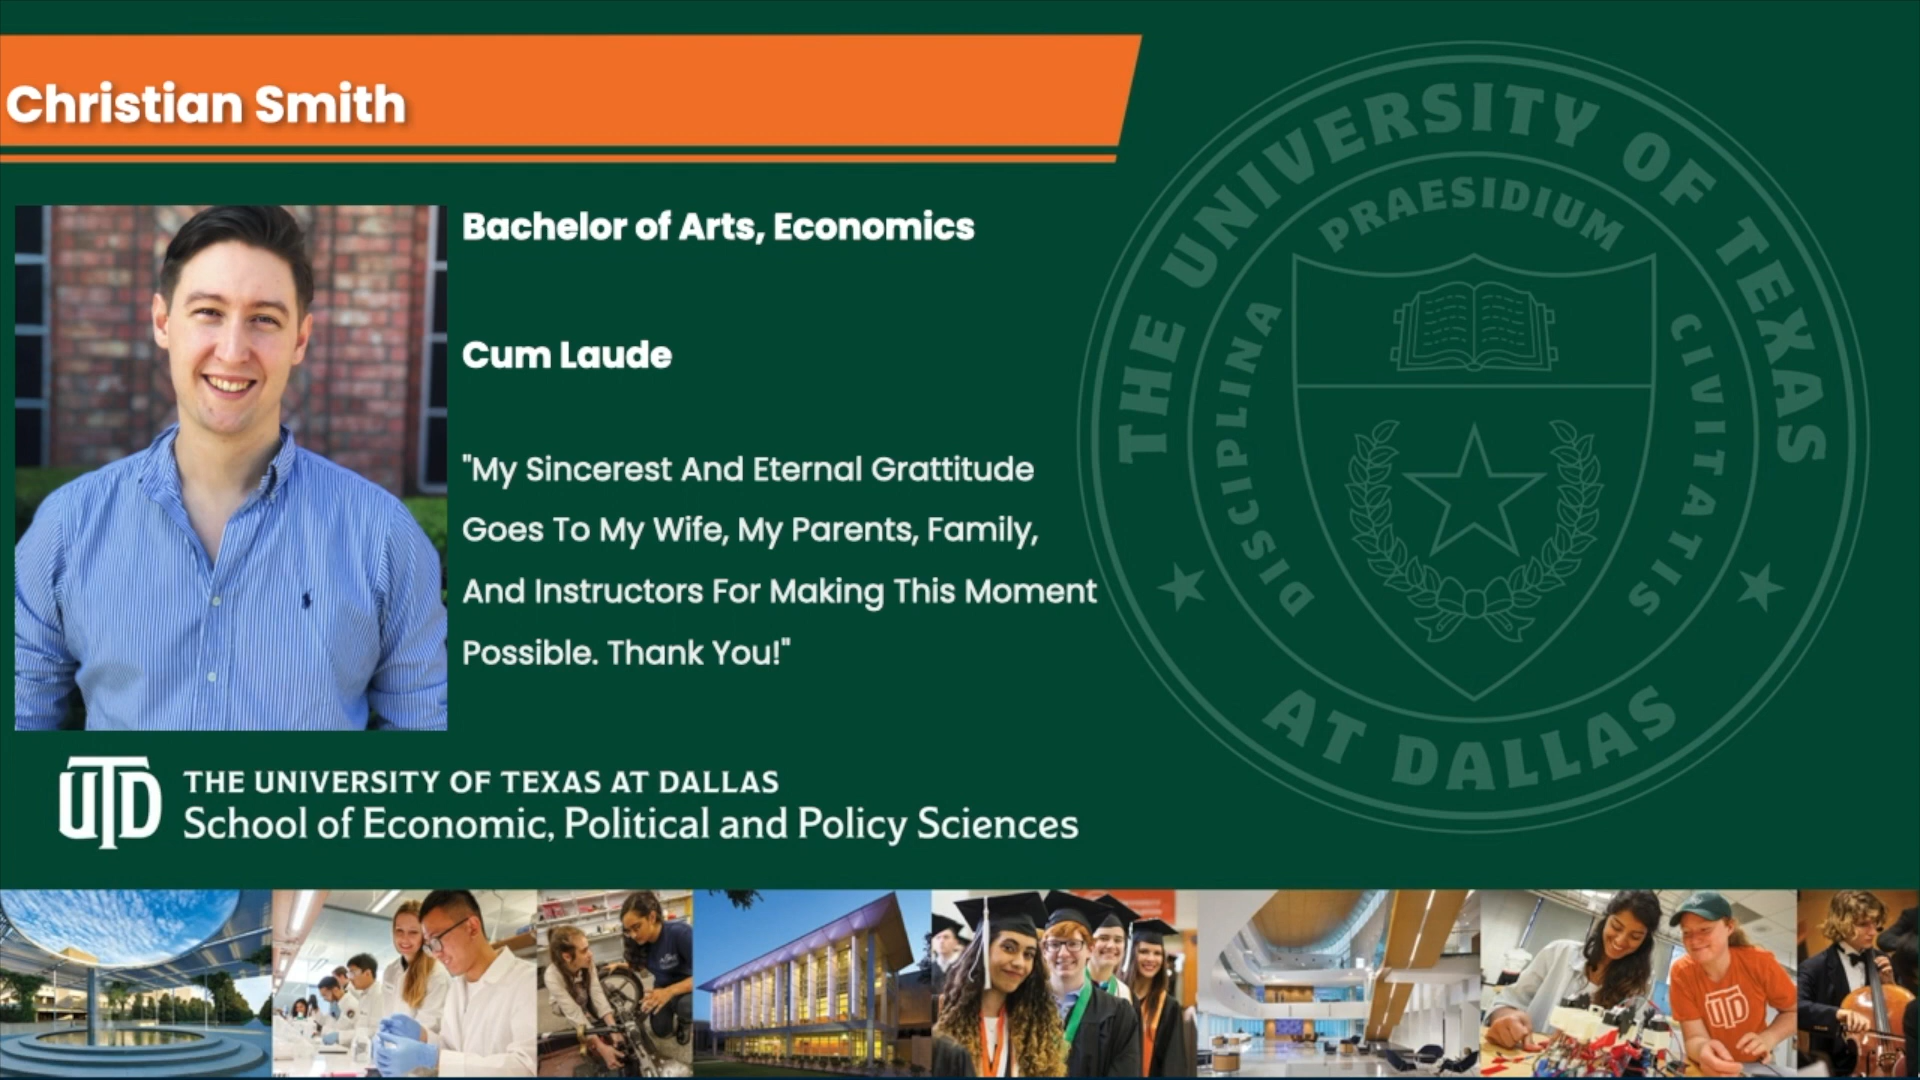 Christian Smith
Bachelor of Arts, Economics
Cum Laude
"My Sincerest And Eternal Grattitude
Goes To My Wife, My Parents, Family,
And Instructors For Making This Moment
Possible. Thank You!"
THE UNIVERSITY OF TEXAS
AT DALLAS
PRAESIDIUM
DISCIPLINA
CIVITATIS
UTD
THE UNIVERSITY OF TEXAS AT DALLAS
School of Economic, Political and Policy Sciences
UTD